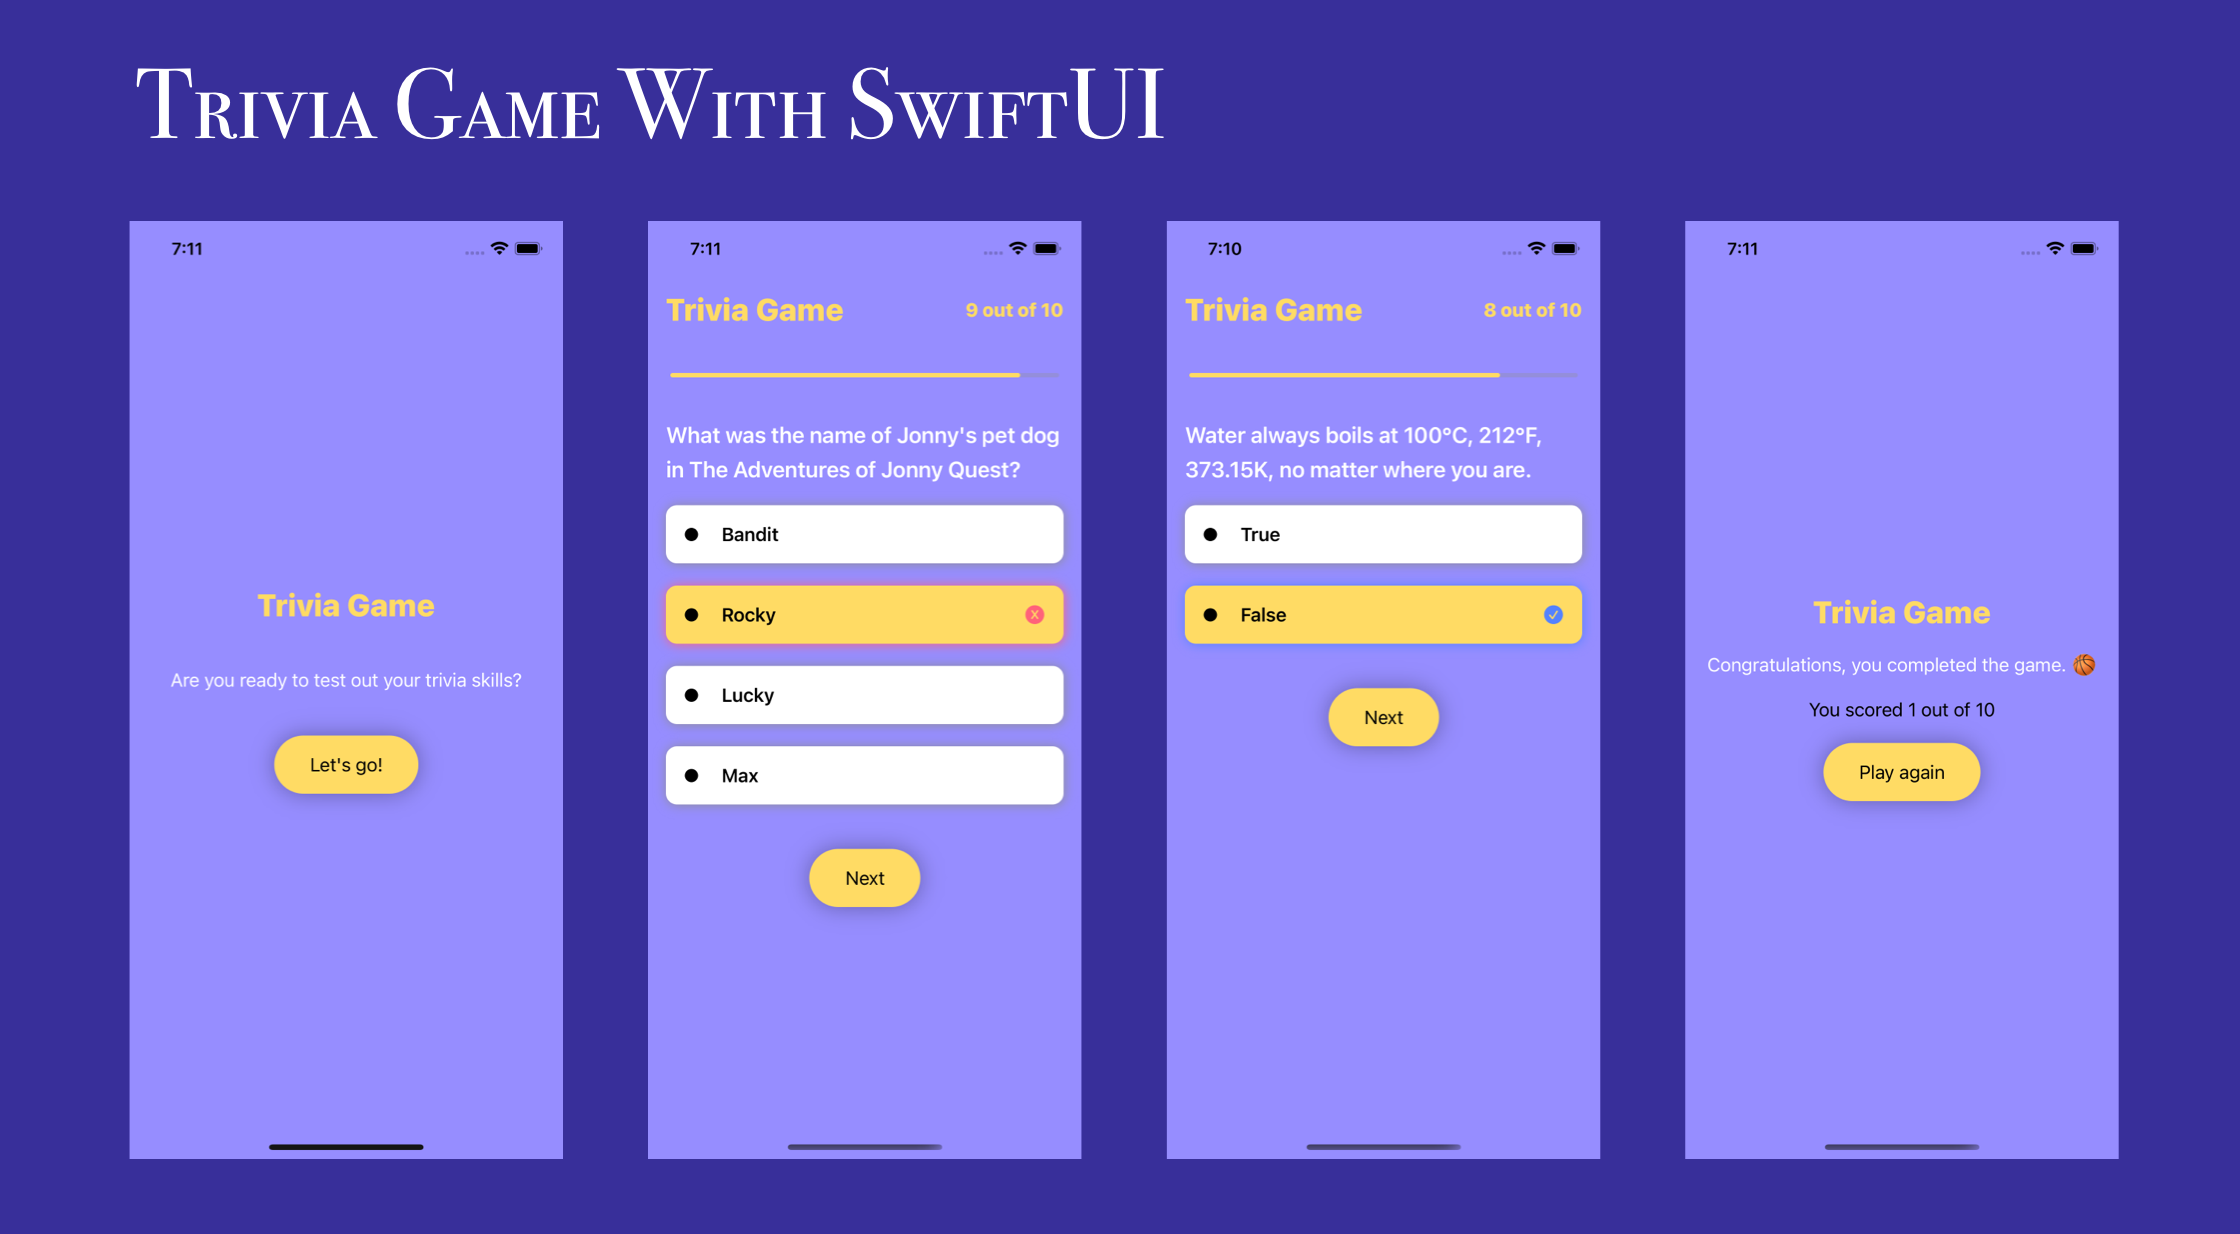 Trivia Game With SwiftUI
7:11
Trivia Game
Are you ready to test out your trivia skills?
Let's go!
7:11
Trivia Game
9 out of 10
What was the name of Jonny's pet dog
in The Adventures of Jonny Quest?
Bandit
Rocky
Lucky
Max
Next
7:10
Trivia Game
8 out of 10
Water always boils at 100°C, 212°F,
373.15K, no matter where you are.
True
False
Next
7:11
Trivia Game
Congratulations, you completed the game. 🏀
You scored 1 out of 10
Play again